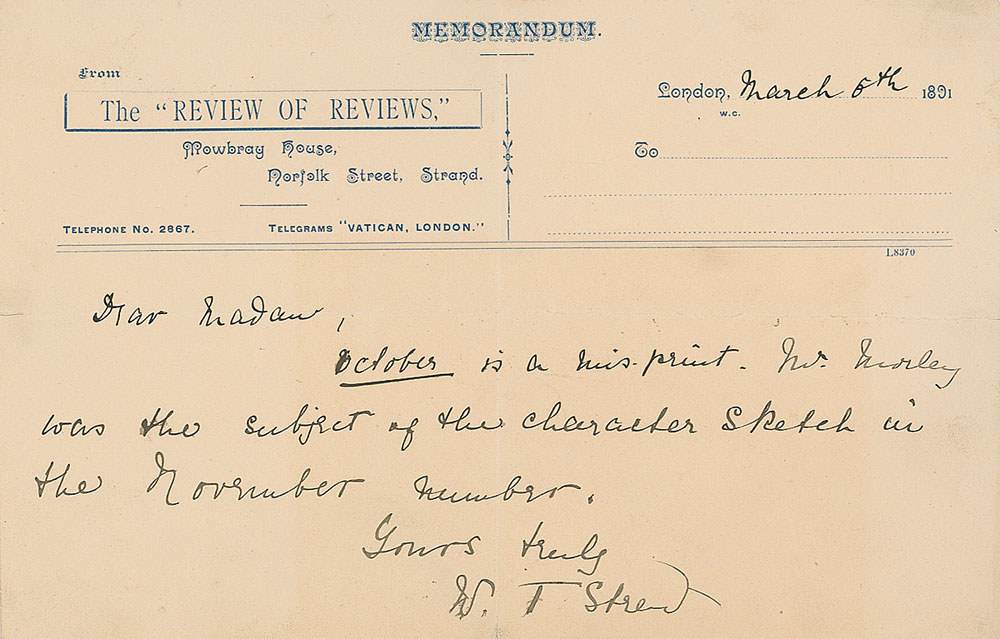 MEMORANDUM.
From
The "REVIEW OF REVIEWS,"
Mowbray House,
Norfolk Street, Strand.
TELEPHONE No. 2867.
TELEGRAMS "VATICAN, LONDON."
London, March 6th 1891
W.C.
To
L8370
Dear Madam,
October is a mis-print. Mr. Morley
was the subject of the character Sketch in
the November number.
Yours truly
W. T Stead